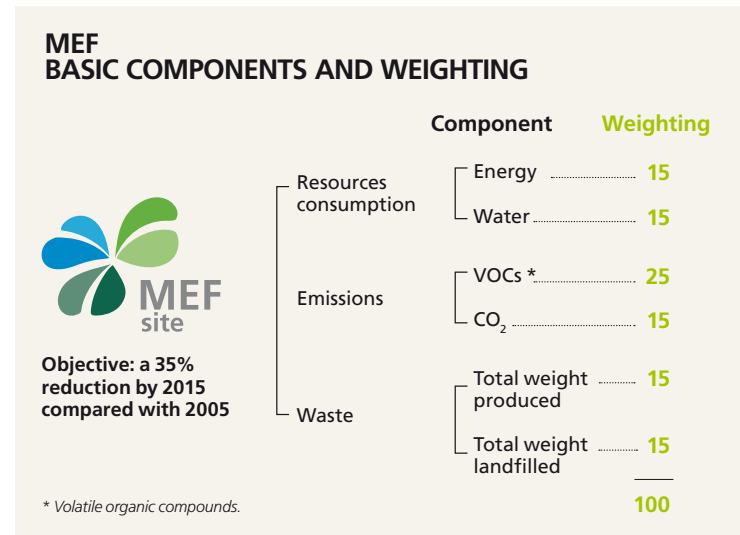 MEF
BASIC COMPONENTS AND WEIGHTING
Component Weighting
Resources
consumption
Energy 15
Water 15
Emissions
VOCs * 25
CO₂ 15
Waste
Total weight
produced 15
Total weight
landfilled 15
100
MEF
site
Objective: a 35%
reduction by 2015
compared with 2005
* Volatile organic compounds.